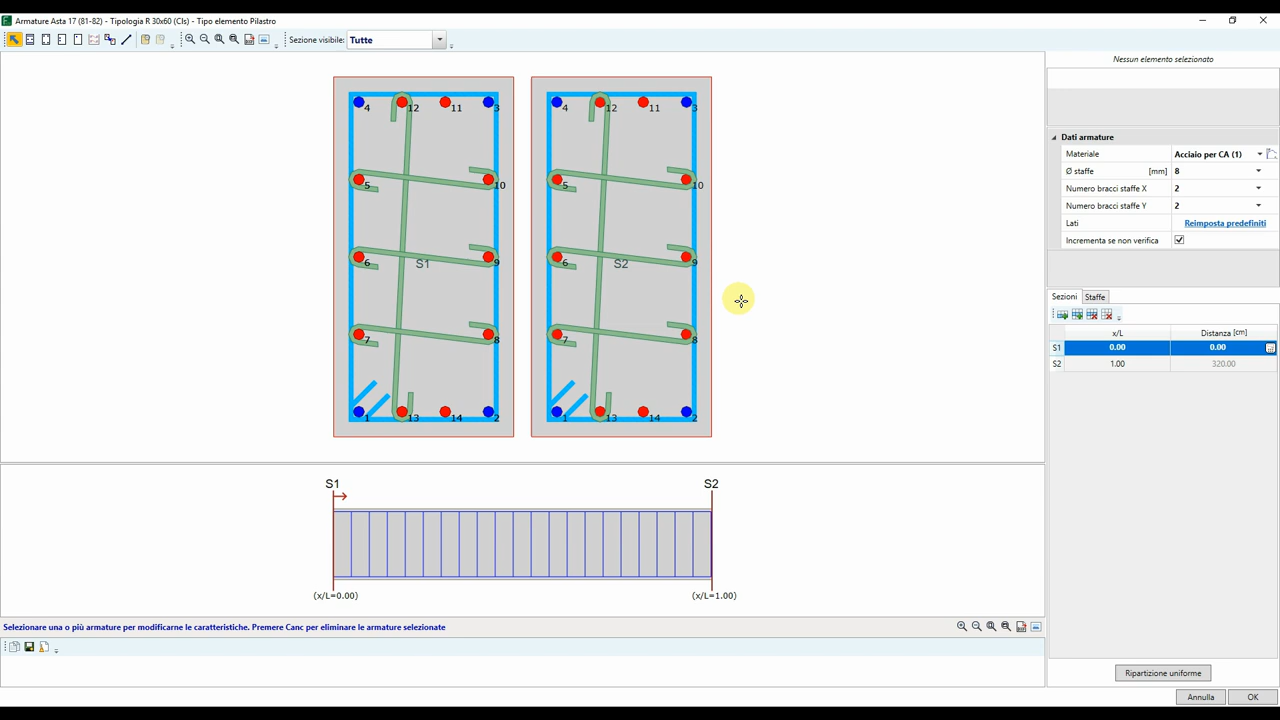 Armature Asta 17 (81-82) - Tipologia R 30x60 (Cls) - Tipo elemento Pilastro
Sezione visibile: Tutte
Nessun elemento selezionato
Dati armature
Materiale Acciaio per CA (1)
Ø staffe [mm] 8
Numero bracci staffe X 2
Numero bracci staffe Y 2
Lati Reimposta predefiniti
Incrementa se non verifica
4 12 11 3
5 10
6 9
S1
7 8
1 13 14 2
4 12 11 3
5 10
6 9
S2
7 8
1 13 14 2
Sezioni Staffe
x/L Distanza [cm]
S1 0.00 0.00
S2 1.00 320.00
S1 S2
(x/L=0.00) (x/L=1.00)
Selezionare una o più armature per modificarne le caratteristiche. Premere Canc per eliminare le armature selezionate
Ripartizione uniforme
Annulla OK